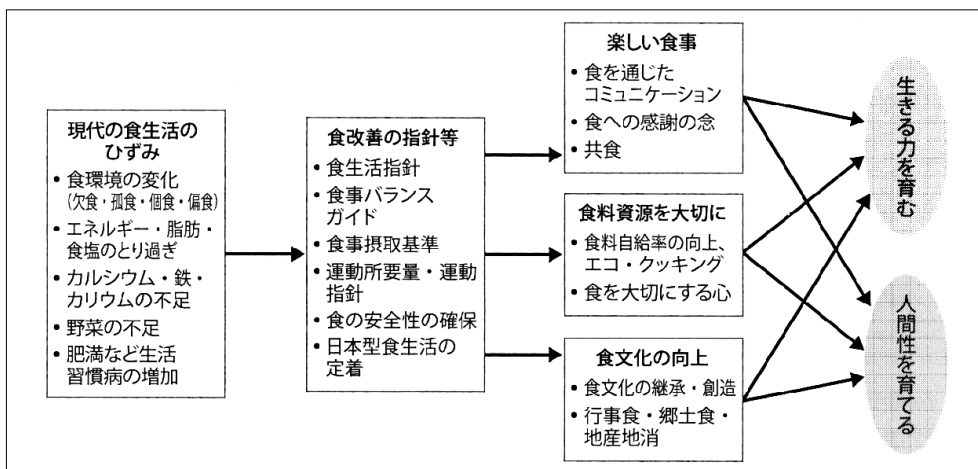 現代の食生活の
ひずみ
• 食環境の変化
(欠食・孤食・個食・偏食)
• エネルギー・脂肪・
食塩のとり過ぎ
• カルシウム・鉄・
カリウムの不足
• 野菜の不足
• 肥満など生活
習慣病の増加
食改善の指針等
• 食生活指針
• 食事バランス
ガイド
• 食事摂取基準
• 運動所要量・運動
指針
• 食の安全性の確保
• 日本型食生活の
定着
楽しい食事
• 食を通じた
コミュニケーション
• 食への感謝の念
• 共食
食料資源を大切に
• 食料自給率の向上、
エコ・クッキング
• 食を大切にする心
食文化の向上
• 食文化の継承・創造
• 行事食・郷土食・
地産地消
生きる力を育む
人間性を育てる